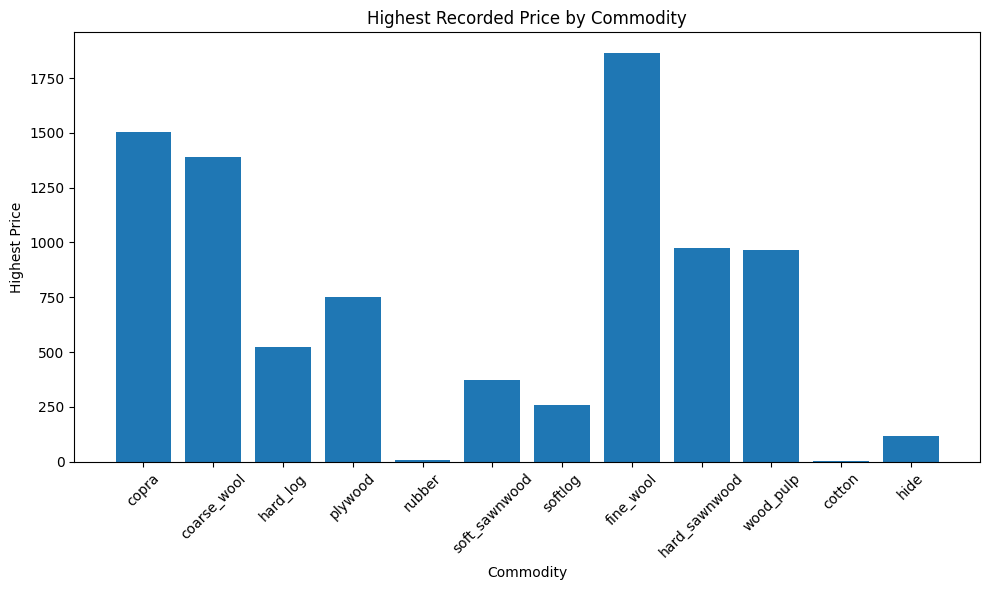 Highest Recorded Price by Commodity
Highest Price
1750
1500
1250
1000
750
500
250
0
copra
coarse_wool
hard_log
plywood
rubber
soft_sawnwood
softlog
fine_wool
hard_sawnwood
wood_pulp
cotton
hide
Commodity